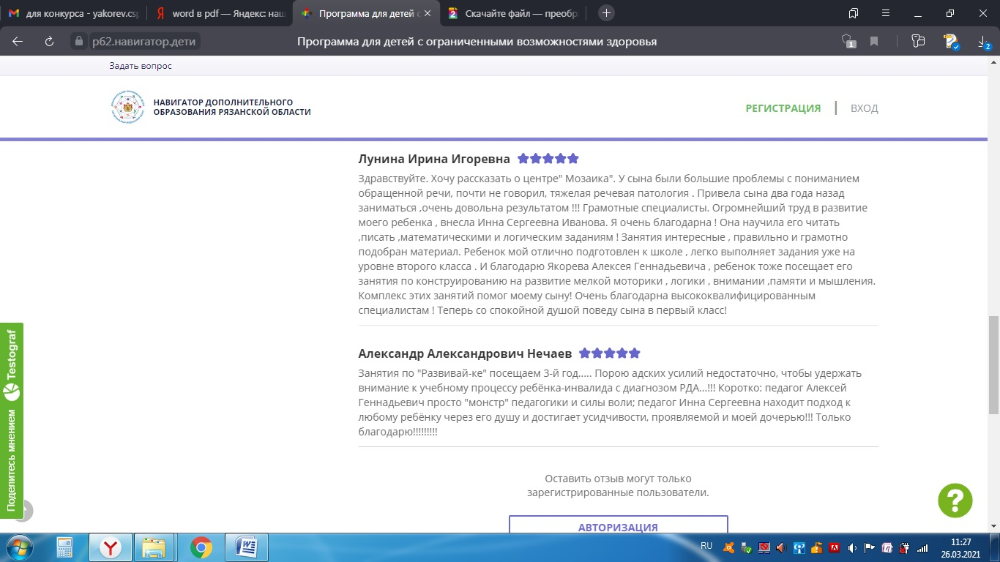 для конкурса - yakorev.csp
word в pdf — Яндекс: наш
Программа для детей с
Скачайте файл — преобр
р62.навигатор.дети
Программа для детей с ограниченными возможностями здоровья
1
2
Задать вопрос
НАВИГАТОР ДОПОЛНИТЕЛЬНОГО
ОБРАЗОВАНИЯ РЯЗАНСКОЙ ОБЛАСТИ
РЕГИСТРАЦИЯ | ВХОД
Лунина Ирина Игоревна
Здравствуйте. Хочу рассказать о центре" Мозаика". У сына были большие проблемы с пониманием
обращенной речи, почти не говорил, тяжелая речевая патология . Привела сына два года назад
заниматься ,очень довольна результатом !!! Грамотные специалисты. Огромнейший труд в развитие
моего ребенка , внесла Инна Сергеевна Иванова. Я очень благодарна ! Она научила его читать
,писать ,математическими и логическим заданиям ! Занятия интересные , правильно и грамотно
подобран материал. Ребенок мой отлично подготовлен к школе , легко выполняет задания уже на
уровне второго класса . И благодарю Якорева Алексея Геннадьевича , ребенок тоже посещает его
занятия по конструированию на развитие мелкой моторики , логики , внимании ,памяти и мышления.
Комплекс этих занятий помог моему сыну! Очень благодарна высококвалифицированным
специалистам ! Теперь со спокойной душой поведу сына в первый класс!
Александр Александрович Нечаев
Занятия по "Развивай-ке" посещаем 3-й год..... Порою адских усилий недостаточно, чтобы удержать
внимание к учебному процессу ребёнка-инвалида с диагнозом РДА...!!! Коротко: педагог Алексей
Геннадьевич просто "монстр" педагогики и силы воли; педагог Инна Сергеевна находит подход к
любому ребёнку через его душу и достигает усидчивости, проявляемой и моей дочерью!!! Только
благодарю!!!!!!!!!
Оставить отзыв могут только
зарегистрированные пользователи.
АВТОРИЗАЦИЯ
Поделитесь мнением Testograf
?
RU
11:27
26.03.2021